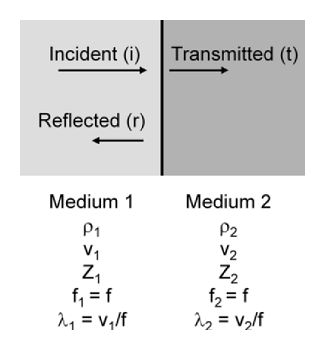 Incident (i) Transmitted (t)
Reflected (r)
Medium 1 Medium 2
ρ₁ ρ₂
v₁ v₂
Z₁ Z₂
f₁ = f f₂ = f
λ₁ = v₁/f λ₂ = v₂/f